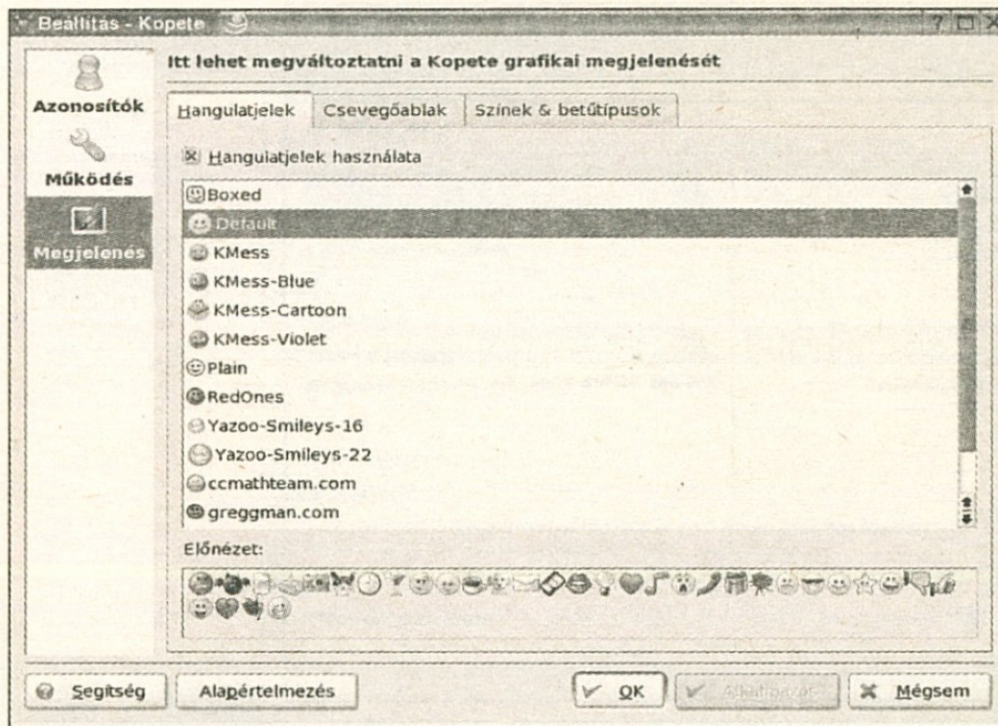 Beállítás - Kopete
Itt lehet megváltoztatni a Kopete grafikai megjelenését
Azonosítók
Működés
Megjelenés
Hangulatjelek
Csevegőablak
Színek & betűtípusok
Hangulatjelek használata
Boxed
Default
KMess
KMess-Blue
KMess-Cartoon
KMess-Violet
Plain
RedOnes
Yazoo-Smileys-16
Yazoo-Smileys-22
ccmathteam.com
greggman.com
Előnézet:
Segítség
Alapértelmezés
OK
Alkalmazás
Mégsem